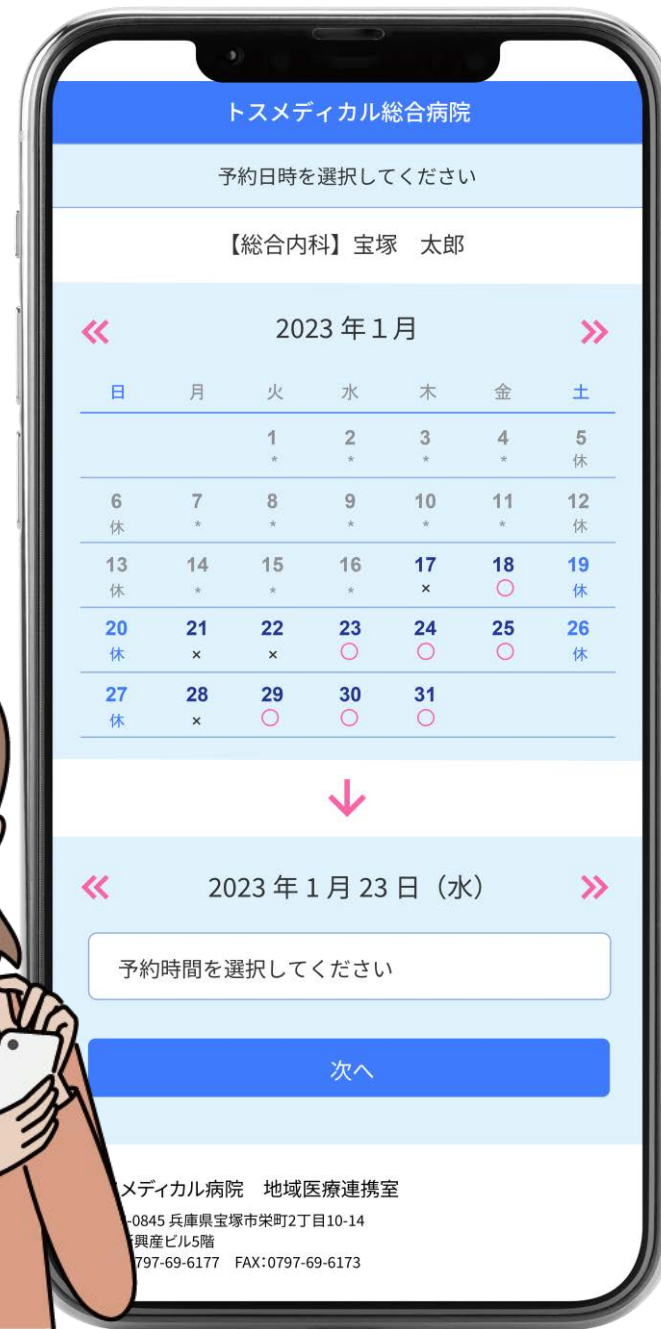 トスメディカル総合病院
予約日時を選択してください
【総合内科】宝塚　太郎
2023 年 1 月
日 月 火 水 木 金 土
1 2 3 4 5
* * * * 休
6 7 8 9 10 11 12
休 * * * * * 休
13 14 15 16 17 18 19
休 * * * × ○ 休
20 21 22 23 24 25 26
休 × × ○ ○ ○ 休
27 28 29 30 31
休 × ○ ○ ○
2023 年 1 月 23 日（水）
予約時間を選択してください
次へ
メディカル病院　地域医療連携室
-0845 兵庫県宝塚市栄町2丁目10-14
興産ビル5階
797-69-6177 FAX:0797-69-6173